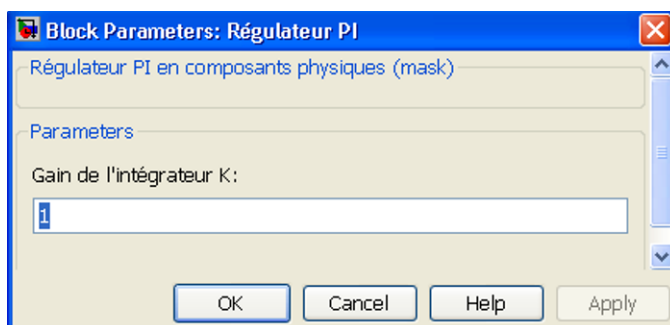 Block Parameters: Régulateur PI
Régulateur PI en composants physiques (mask)
Parameters
Gain de l'intégrateur K:
1
OK Cancel Help Apply